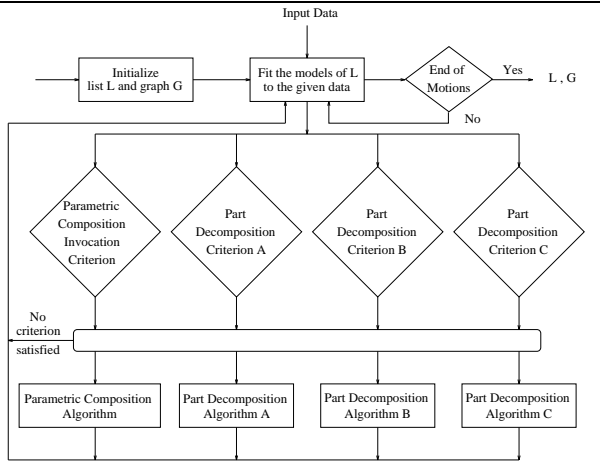 Input Data
Initialize
list L and graph G
Fit the models of L
to the given data
End of
Motions
Yes
L , G
No
Parametric
Composition
Invocation
Criterion
Part
Decomposition
Criterion A
Part
Decomposition
Criterion B
Part
Decomposition
Criterion C
No
criterion
satisfied
Parametric Composition
Algorithm
Part Decomposition
Algorithm A
Part Decomposition
Algorithm B
Part Decomposition
Algorithm C